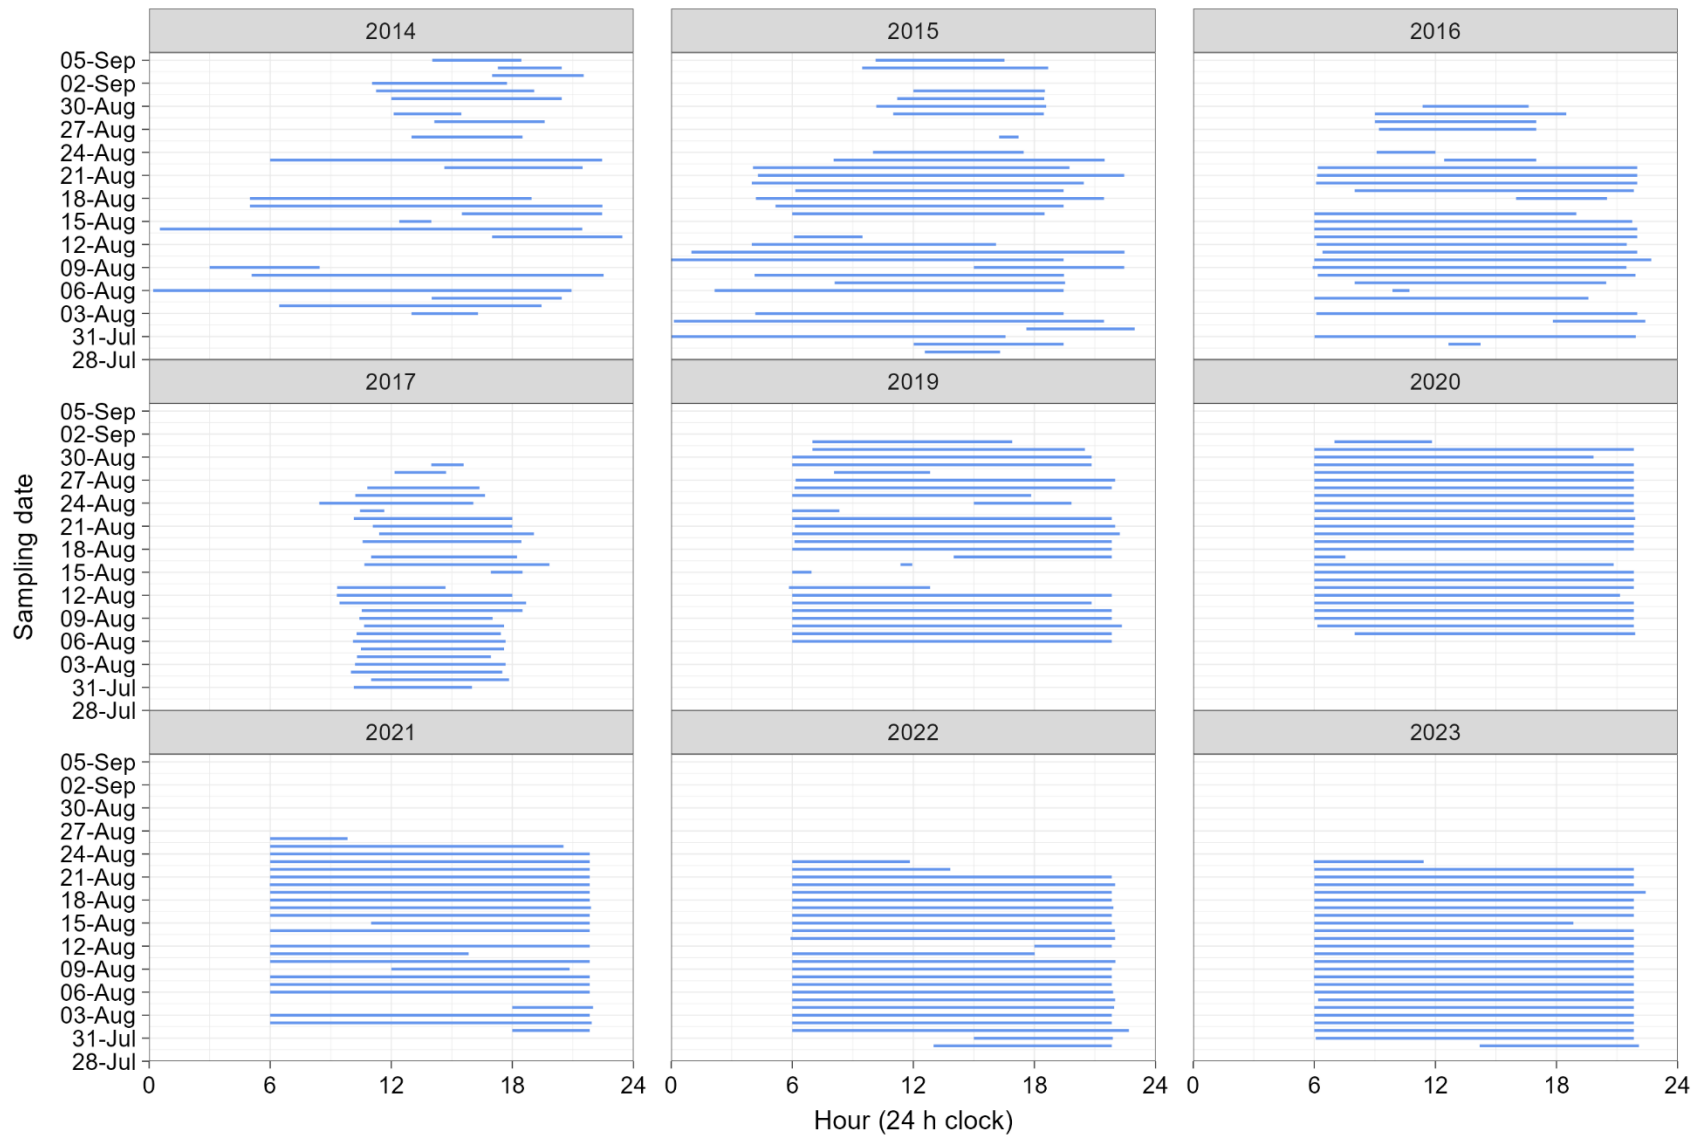 2014 2015 2016
05-Sep
02-Sep
30-Aug
27-Aug
24-Aug
21-Aug
18-Aug
15-Aug
12-Aug
09-Aug
06-Aug
03-Aug
31-Jul
28-Jul
2017 2019 2020
05-Sep
02-Sep
30-Aug
27-Aug
24-Aug
21-Aug
18-Aug
15-Aug
12-Aug
09-Aug
06-Aug
03-Aug
31-Jul
28-Jul
Sampling date
2021 2022 2023
05-Sep
02-Sep
30-Aug
27-Aug
24-Aug
21-Aug
18-Aug
15-Aug
12-Aug
09-Aug
06-Aug
03-Aug
31-Jul
28-Jul
0 6 12 18 24 0 6 12 18 24 0 6 12 18 24
Hour (24 h clock)